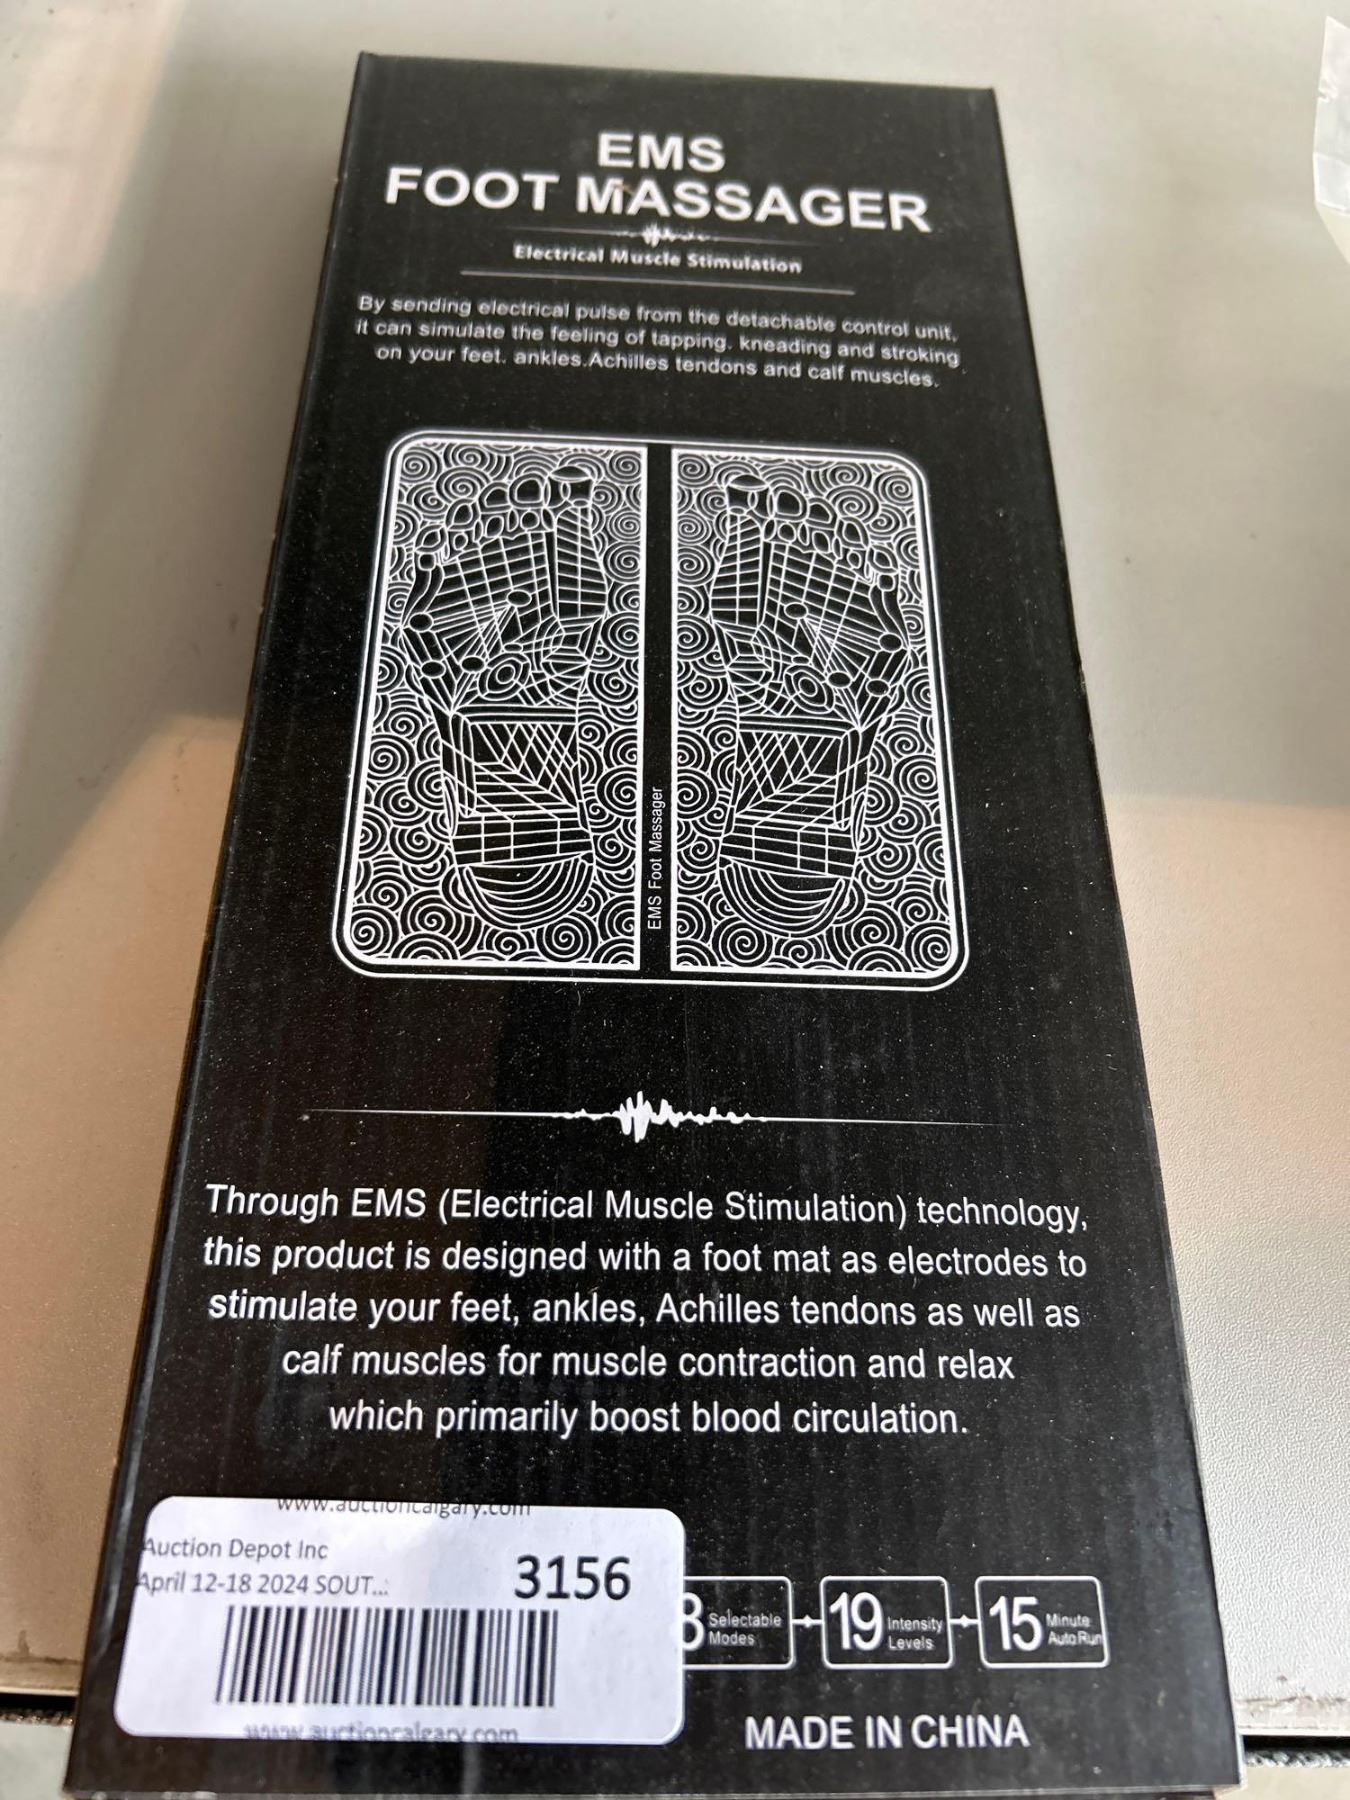 EMS
FOOT MASSAGER
Electrical Muscle Stimulation
By sending electrical pulse from the detachable control unit,
it can simulate the feeling of tapping. kneading and stroking
on your feet. ankles.Achilles tendons and calf muscles.
EMS Foot Massager
Through EMS (Electrical Muscle Stimulation) technology,
this product is designed with a foot mat as electrodes to
stimulate your feet, ankles, Achilles tendons as well as
calf muscles for muscle contraction and relax
which primarily boost blood circulation.
www.auctioncalgary.com
Auction Depot Inc
April 12-18 2024 SOUT...
3156
www.auctioncalgary.com
8 Selectable Modes
19 Intensity Levels
15 Minute Auto Run
MADE IN CHINA